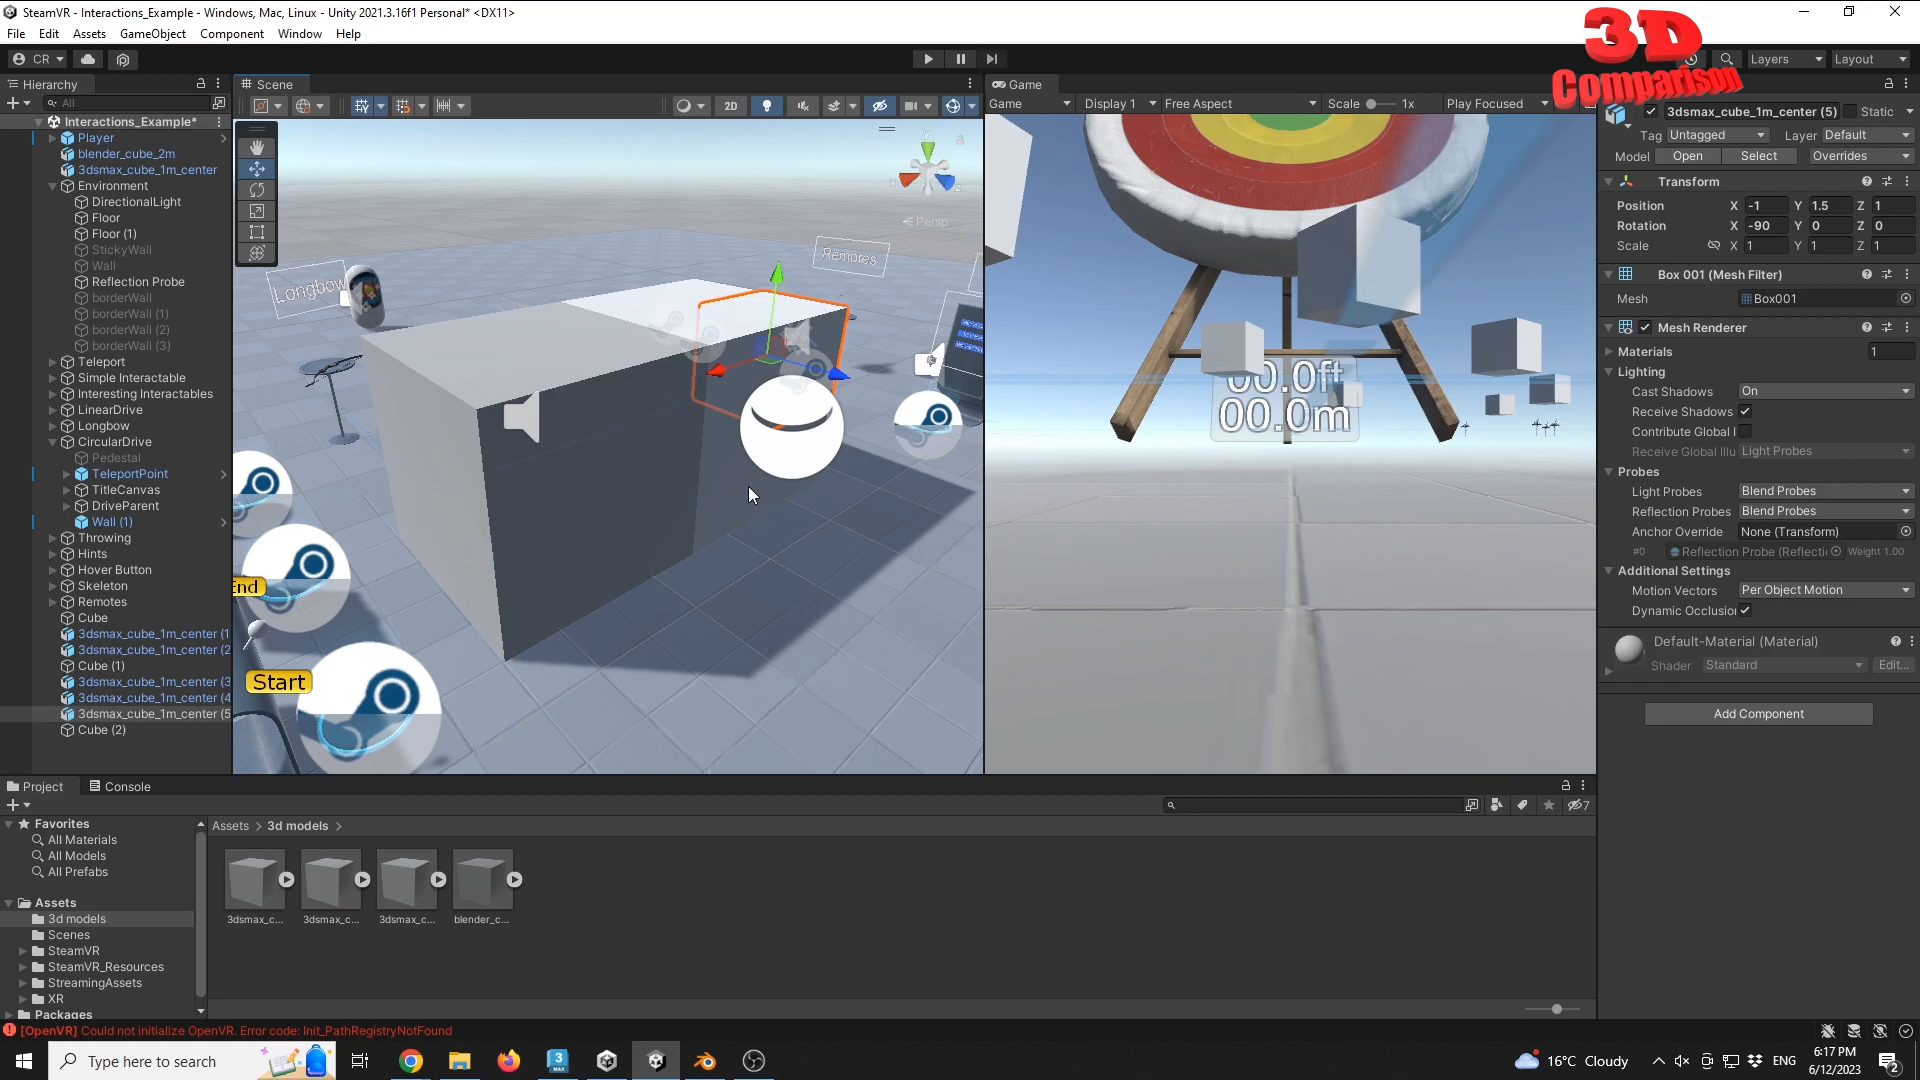 SteamVR - Interactions_Example - Windows, Mac, Linux - Unity 2021.3.16f1 Personal* <DX11>
3D
Comparison
File Edit Assets GameObject Component Window Help
CR
Layers
Layout
Hierarchy
All
Interactions_Example*
Player
blender_cube_2m
3dsmax_cube_1m_center
Environment
DirectionalLight
Floor
Floor (1)
StickyWall
Wall
Reflection Probe
borderWall
borderWall (1)
borderWall (2)
borderWall (3)
Teleport
Simple Interactable
Interesting Interactables
LinearDrive
Longbow
CircularDrive
Pedestal
TeleportPoint
TitleCanvas
DriveParent
Wall (1)
Throwing
Hints
Hover Button
Skeleton
Remotes
Cube
3dsmax_cube_1m_center (1
3dsmax_cube_1m_center (2
Cube (1)
3dsmax_cube_1m_center (3
3dsmax_cube_1m_center (4
3dsmax_cube_1m_center (5
Cube (2)
Scene
2D
y
z
Persp
Remotes
Longbow
End
Start
Game
Game
Display 1
Free Aspect
Scale
1x
Play Focused
00.0ft
00.0m
3dsmax_cube_1m_center (5)
Static
Tag Untagged
Layer Default
Model Open Select Overrides
Transform
Position X -1 Y 1.5 Z 1
Rotation X -90 Y 0 Z 0
Scale X 1 Y 1 Z 1
Box 001 (Mesh Filter)
Mesh Box001
Mesh Renderer
Materials 1
Lighting
Cast Shadows On
Receive Shadows
Contribute Global I
Receive Global Illu Light Probes
Probes
Light Probes Blend Probes
Reflection Probes Blend Probes
Anchor Override None (Transform)
#0 Reflection Probe (Reflecti Weight 1.00
Additional Settings
Motion Vectors Per Object Motion
Dynamic Occlusion
Default-Material (Material)
Shader Standard Edit...
Add Component
Project
Console
7
Favorites
All Materials
All Models
All Prefabs
Assets
3d models
Scenes
SteamVR
SteamVR_Resources
StreamingAssets
XR
Packages
Assets > 3d models >
3dsmax_c... 3dsmax_c... 3dsmax_c... blender_c...
[OpenVR] Could not initialize OpenVR. Error code: Init_PathRegistryNotFound
Type here to search
3
MAX
16°C Cloudy
ENG
6:17 PM
6/12/2023
2